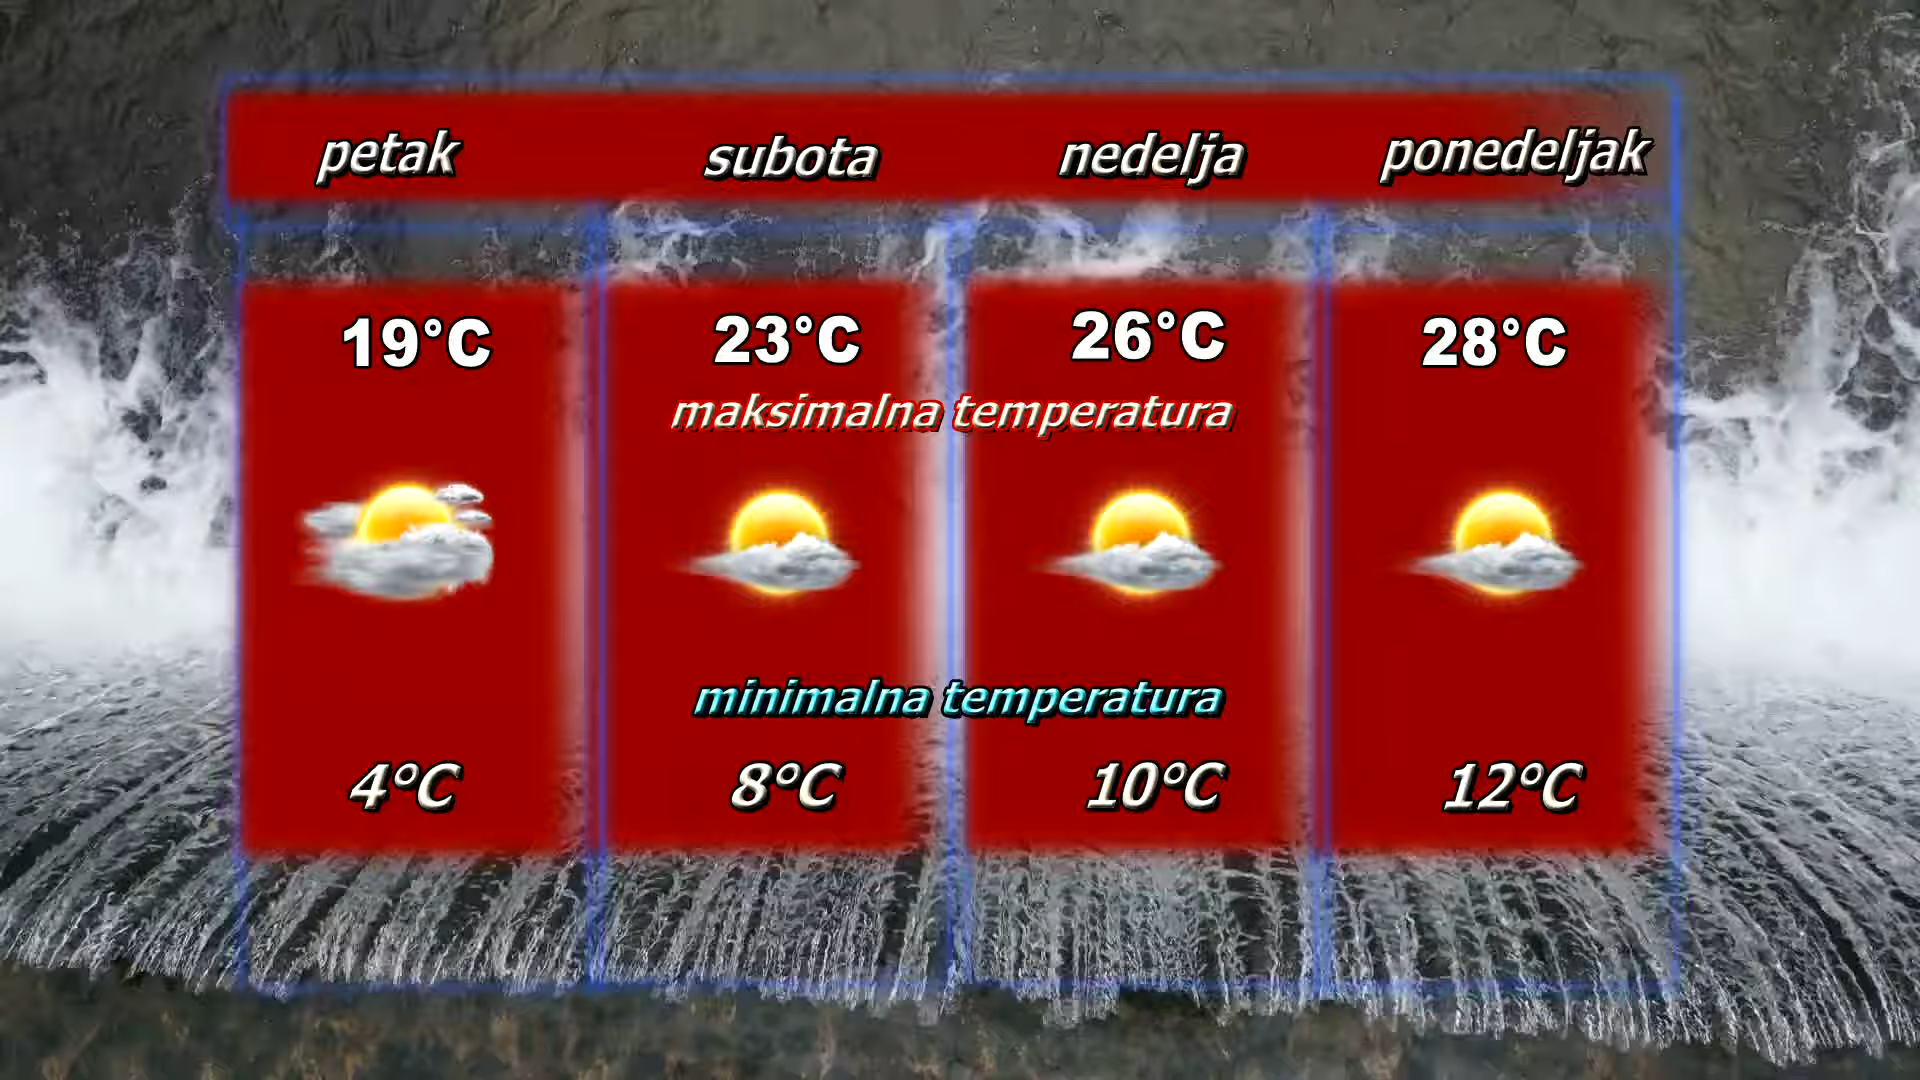 petak subota nedelja ponedeljak
19°C 23°C 26°C 28°C
maksimalna temperatura
minimalna temperatura
4°C 8°C 10°C 12°C